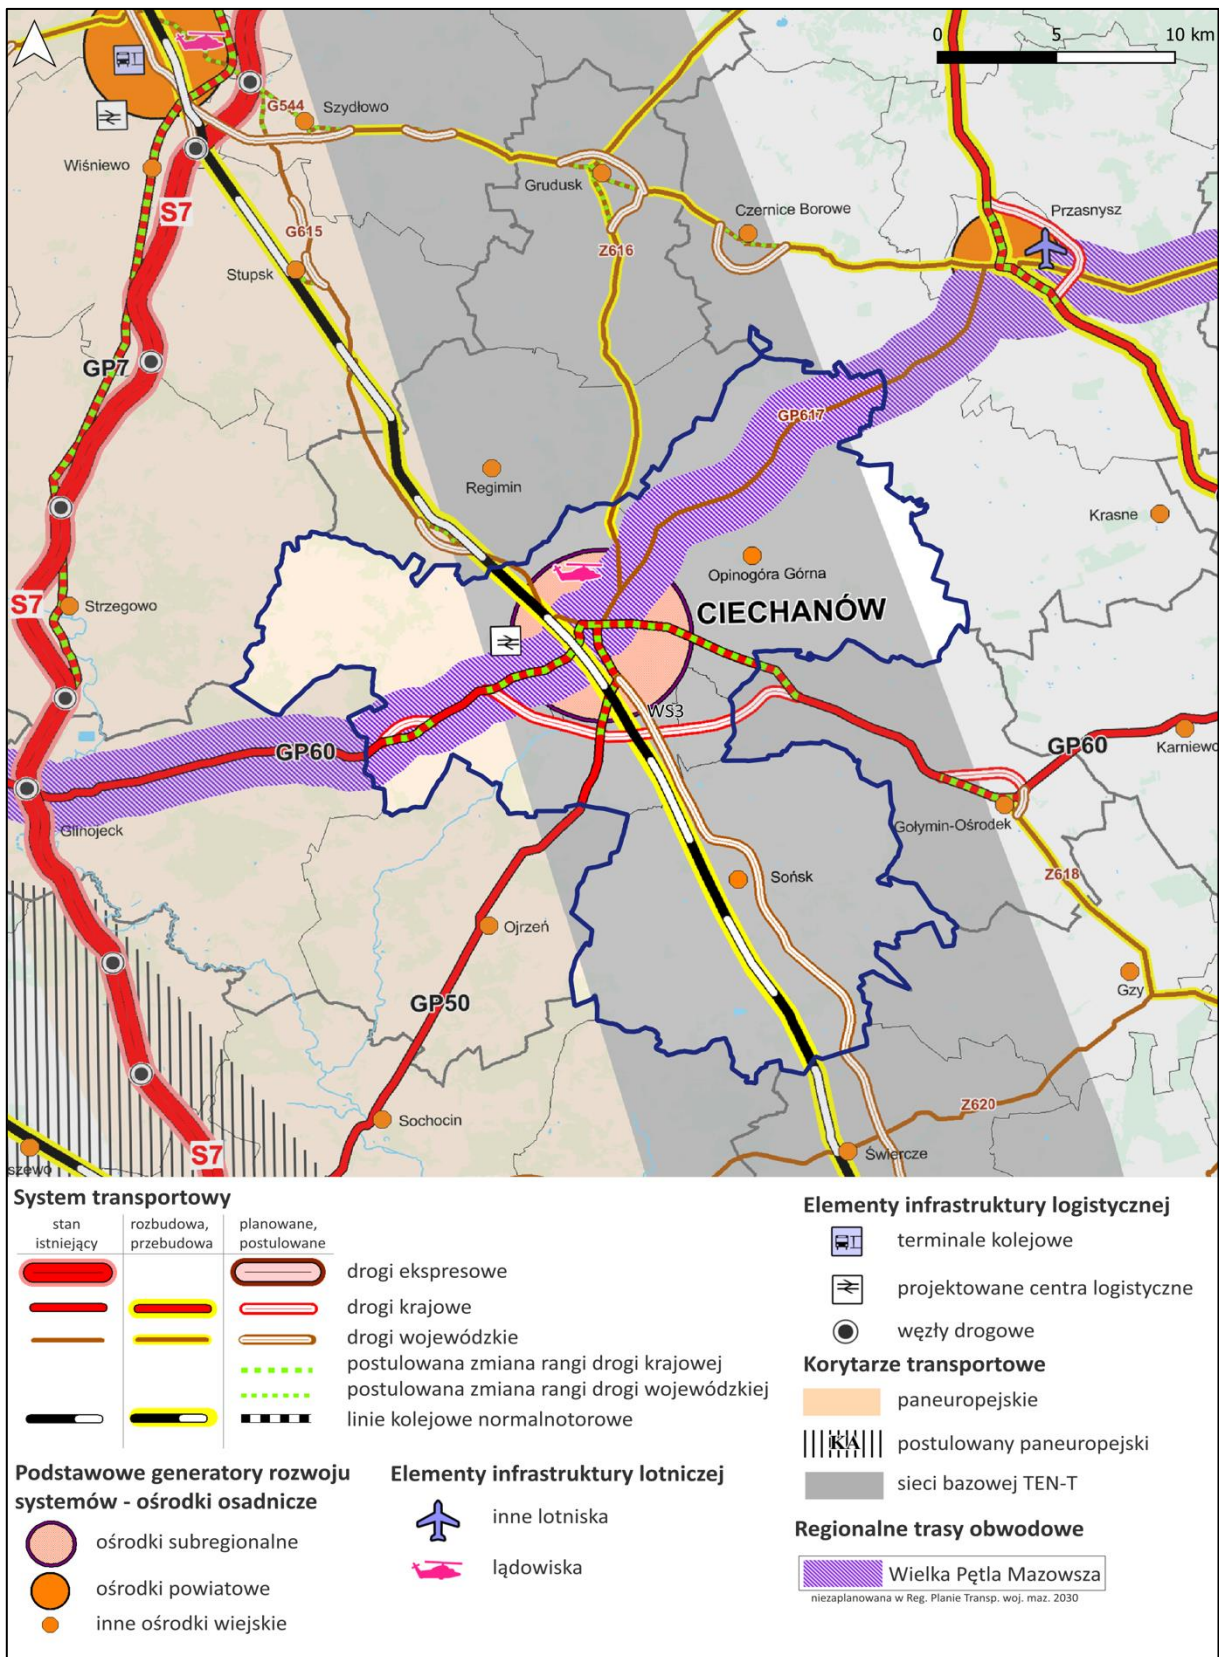 0 5 10 km
G544
Szydłowo
Wiśniewo
S7
Grudusk
Czernice Borowe
Przasnysz
G615
Z616
Stupsk
GP7
GP617
Regimin
Krasne
Opinogóra Górna
S7
Strzegowo
CIECHANÓW
WS3
GP60
GP60
Karniewo
Glinojeck
Gołymin-Ośrodek
Z618
Sońsk
Ojrzeń
Gzy
GP50
Z620
Sochocin
S7
szewo
Świercze
System transportowy
stan istniejący
rozbudowa, przebudowa
planowane, postulowane
drogi ekspresowe
drogi krajowe
drogi wojewódzkie
postulowana zmiana rangi drogi krajowej
postulowana zmiana rangi drogi wojewódzkiej
linie kolejowe normalnotorowe
Podstawowe generatory rozwoju
systemów - ośrodki osadnicze
ośrodki subregionalne
ośrodki powiatowe
inne ośrodki wiejskie
Elementy infrastruktury lotniczej
inne lotniska
lądowiska
Elementy infrastruktury logistycznej
terminale kolejowe
projektowane centra logistyczne
węzły drogowe
Korytarze transportowe
paneuropejskie
KA
postulowany paneuropejski
sieci bazowej TEN-T
Regionalne trasy obwodowe
Wielka Pętla Mazowsza
niezaplanowana w Reg. Planie Transp. woj. maz. 2030